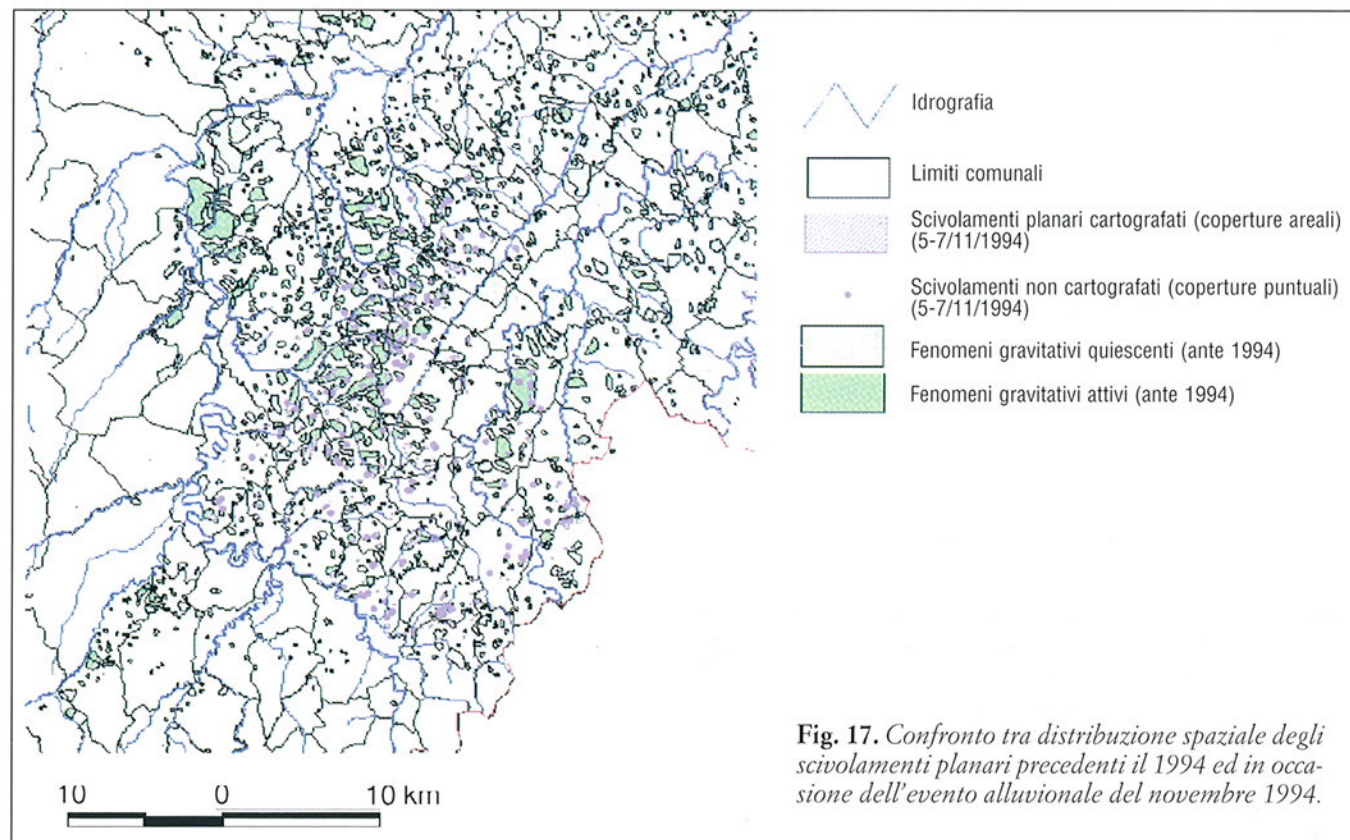 Idrografia
Limiti comunali
Scivolamenti planari cartografati (coperture areali)
(5-7/11/1994)
Scivolamenti non cartografati (coperture puntuali)
(5-7/11/1994)
Fenomeni gravitativi quiescenti (ante 1994)
Fenomeni gravitativi attivi (ante 1994)
Fig. 17. Confronto tra distribuzione spaziale degli
scivolamenti planari precedenti il 1994 ed in occa-
sione dell'evento alluvionale del novembre 1994.
10 0 10 km